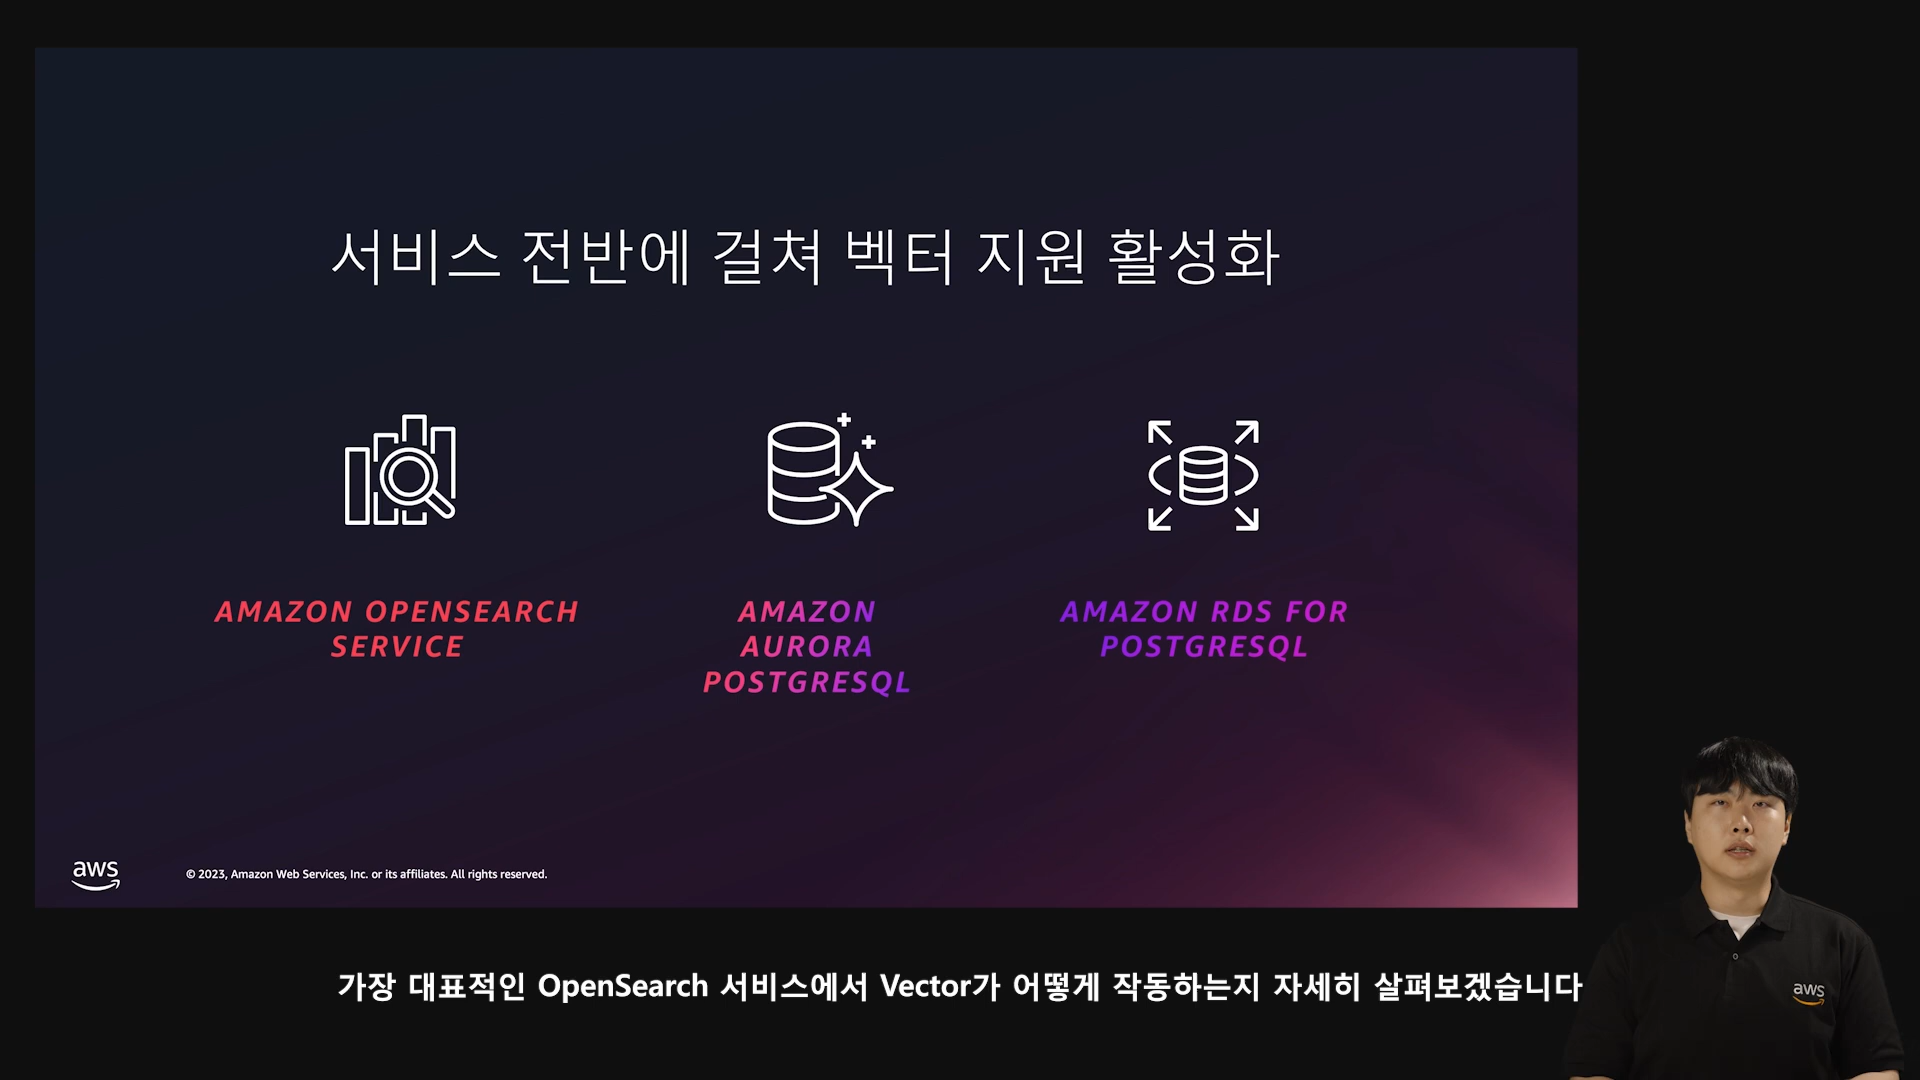 서비스 전반에 걸쳐 벡터 지원 활성화
AMAZON OPENSEARCH
SERVICE
AMAZON
AURORA
POSTGRESQL
AMAZON RDS FOR
POSTGRESQL
aws
© 2023, Amazon Web Services, Inc. or its affiliates. All rights reserved.
가장 대표적인 OpenSearch 서비스에서 Vector가 어떻게 작동하는지 자세히 살펴보겠습니다
aws